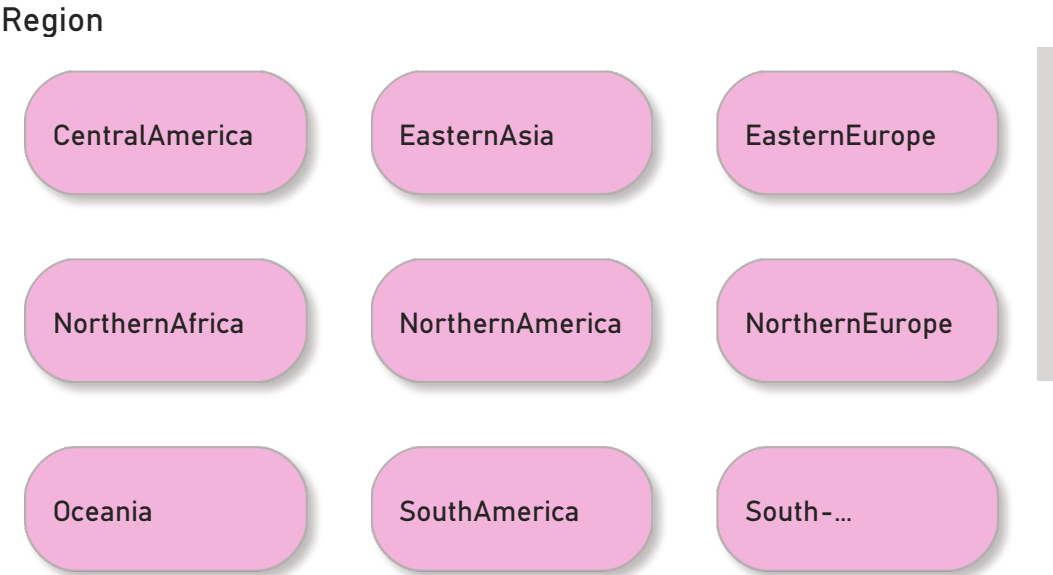 Region
CentralAmerica
EasternAsia
EasternEurope
NorthernAfrica
NorthernAmerica
NorthernEurope
Oceania
SouthAmerica
South-...